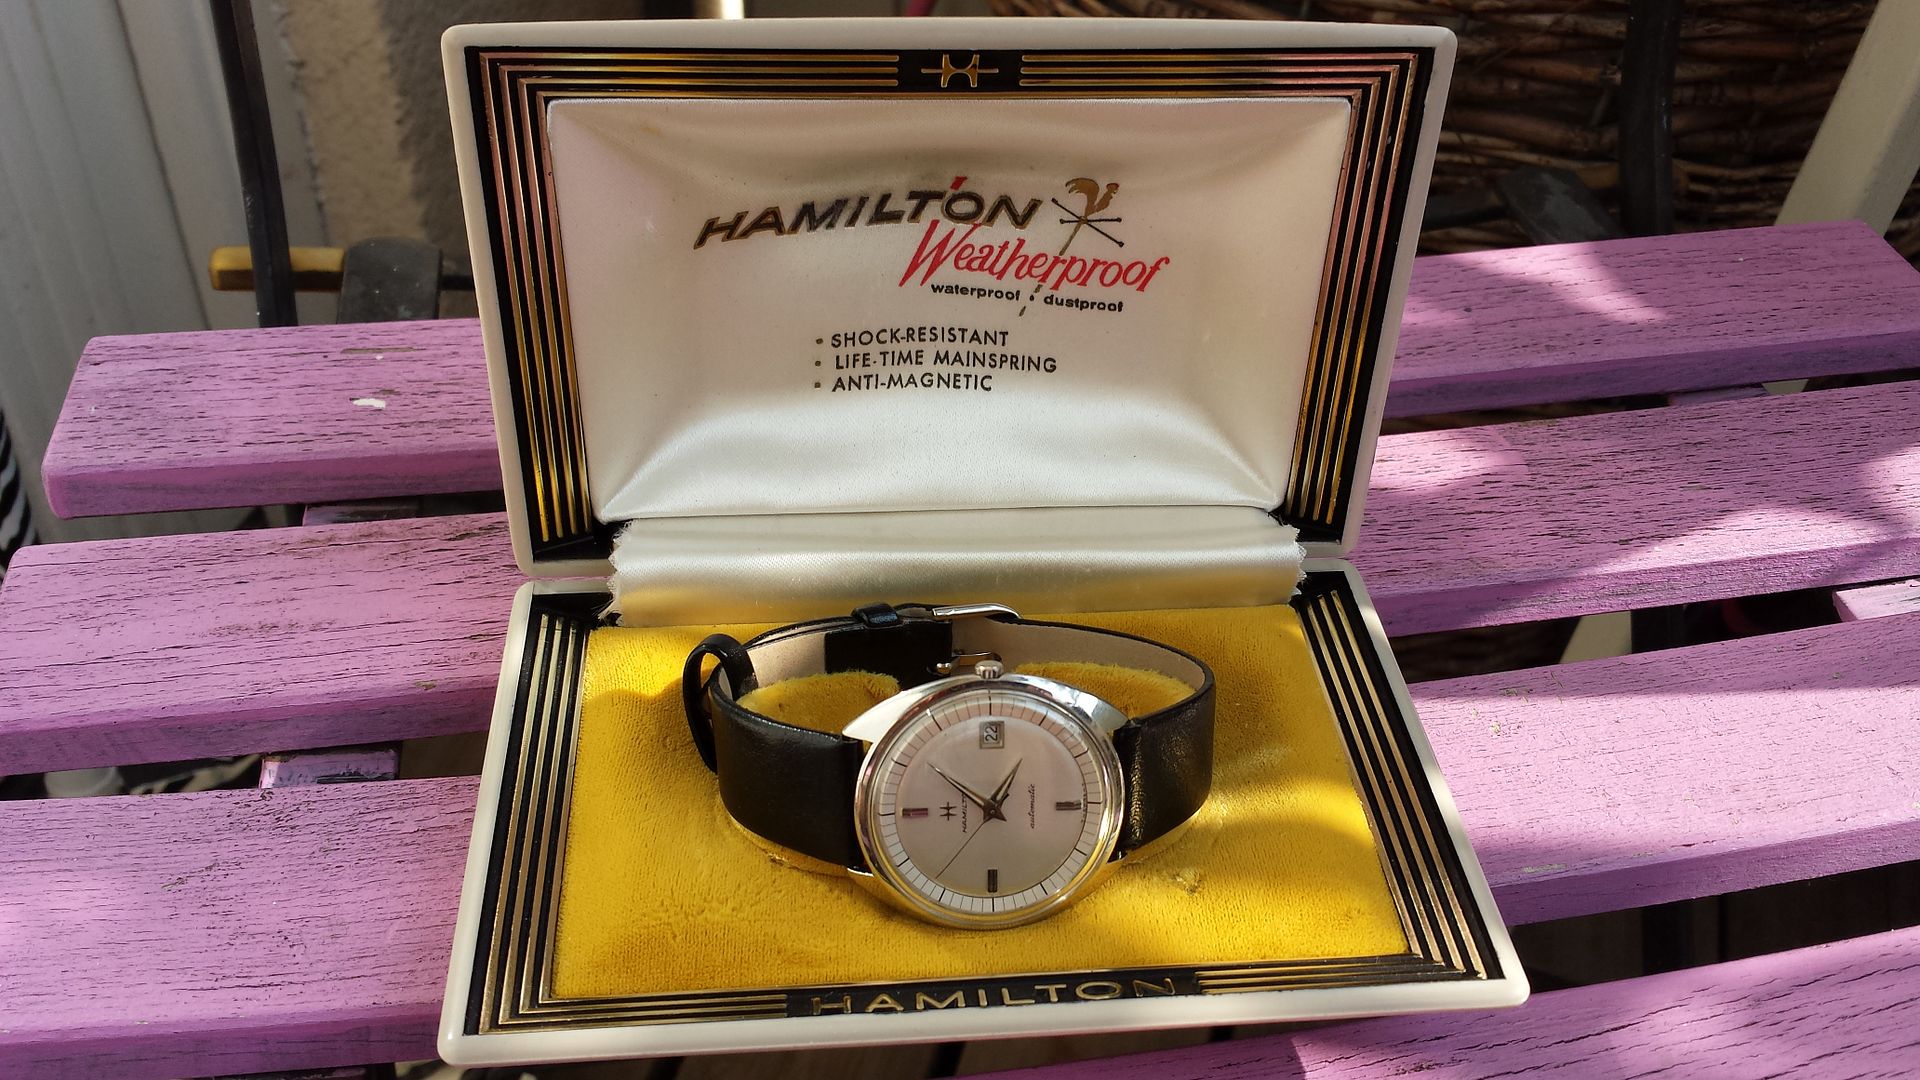 HAMILTON
Weatherproof
waterproof • dustproof
• SHOCK-RESISTANT
• LIFE-TIME MAINSPRING
• ANTI-MAGNETIC
22
HAMILTON
automatic
HAMILTON